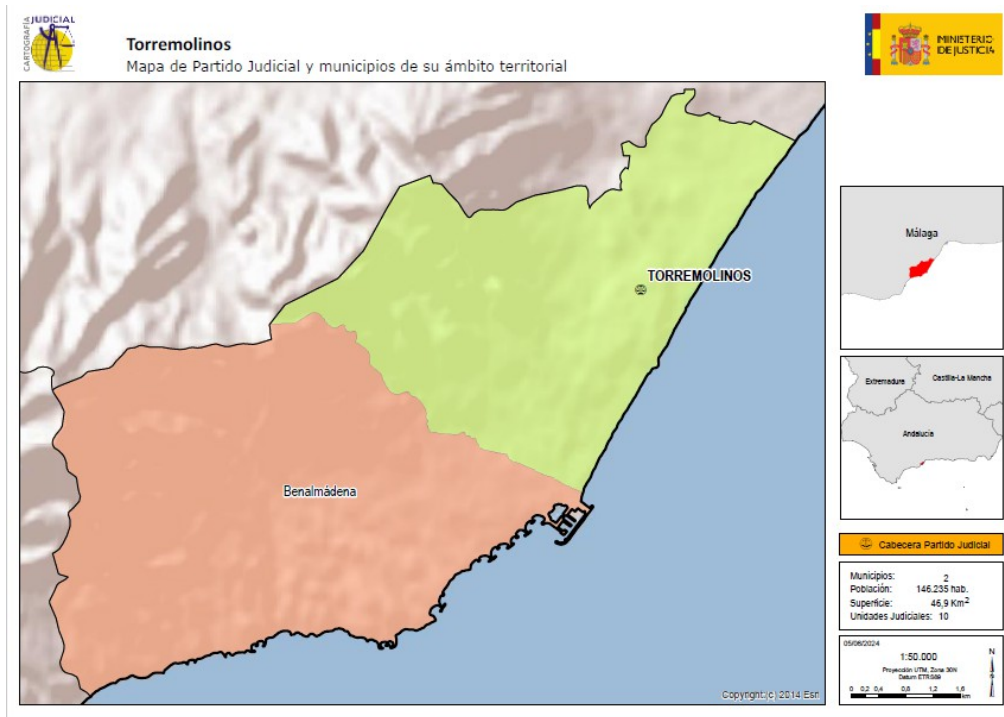 CARTOGRAFÍA
JUDICIAL
Torremolinos
Mapa de Partido Judicial y municipios de su ámbito territorial
MINISTERIO
DE JUSTICIA
TORREMOLINOS
Benalmádena
Copyright:(c) 2014 Esri
Málaga
Extremadura
Castilla-La Mancha
Andalucía
Cabecera Partido Judicial
Municipios: 2
Población: 146.235 hab.
Superficie: 46,9 Km2
Unidades Judiciales: 10
05/06/2024
1:50.000
Proyección UTM, Zona 30N
Datum ETRS89
N
0 0,2 0,4 0,8 1,2 1,6
km